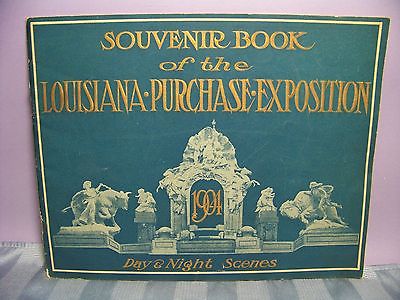 SOUVENIR BOOK
of the
LOUISIANA·PURCHASE·EXPOSITION
1904
Day & Night Scenes